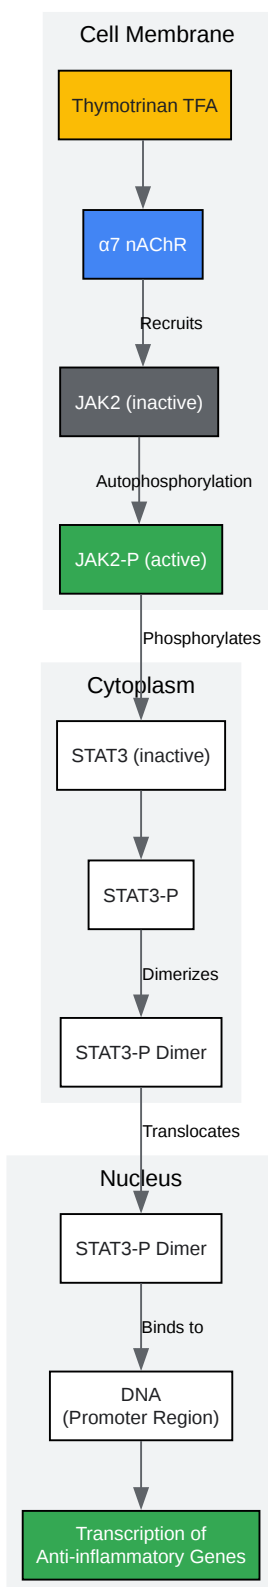 Cell Membrane
Thymotrinan TFA
α7 nAChR
Recruits
JAK2 (inactive)
Autophosphorylation
JAK2-P (active)
Phosphorylates
Cytoplasm
STAT3 (inactive)
STAT3-P
Dimerizes
STAT3-P Dimer
Translocates
Nucleus
STAT3-P Dimer
Binds to
DNA
(Promoter Region)
Transcription of
Anti-inflammatory Genes